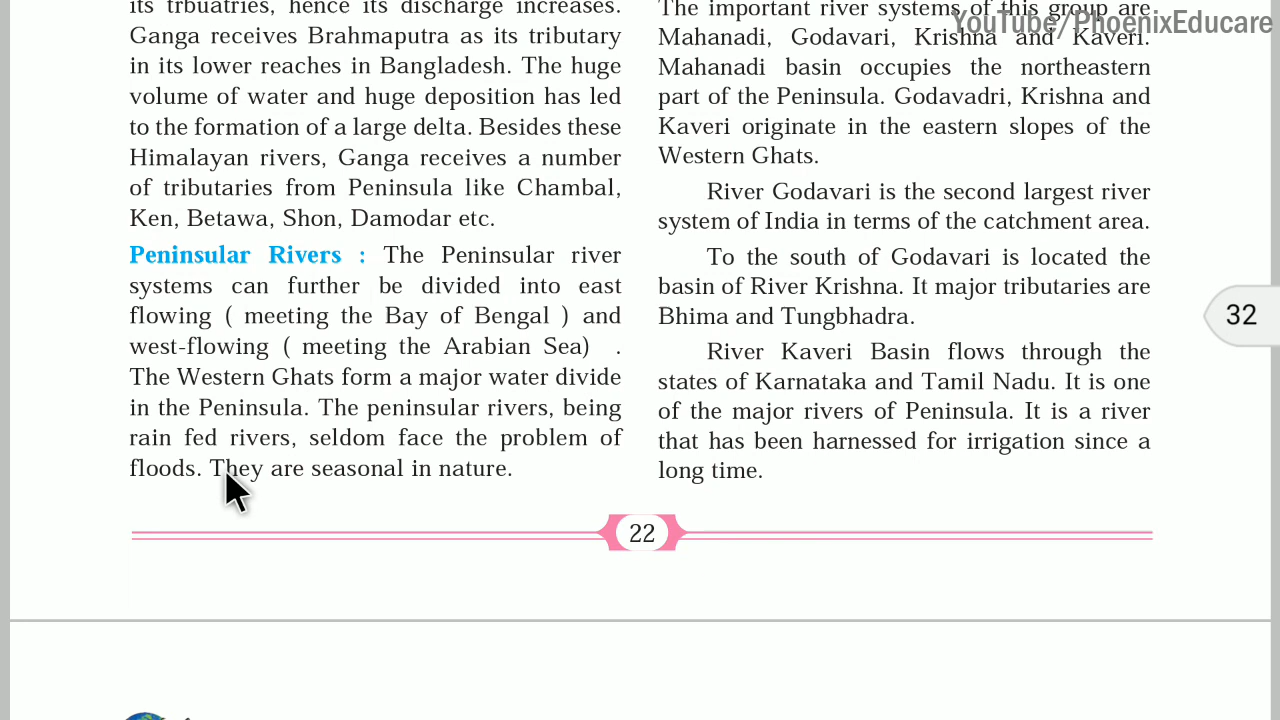 its trbuatries, hence its discharge increases.
Ganga receives Brahmaputra as its tributary
in its lower reaches in Bangladesh. The huge
volume of water and huge deposition has led
to the formation of a large delta. Besides these
Himalayan rivers, Ganga receives a number
of tributaries from Peninsula like Chambal,
Ken, Betawa, Shon, Damodar etc.
Peninsular Rivers : The Peninsular river
systems can further be divided into east
flowing ( meeting the Bay of Bengal ) and
west-flowing ( meeting the Arabian Sea) .
The Western Ghats form a major water divide
in the Peninsula. The peninsular rivers, being
rain fed rivers, seldom face the problem of
floods. They are seasonal in nature.
The important river systems of this group are
Mahanadi, Godavari, Krishna and Kaveri.
Mahanadi basin occupies the northeastern
part of the Peninsula. Godavadri, Krishna and
Kaveri originate in the eastern slopes of the
Western Ghats.
River Godavari is the second largest river
system of India in terms of the catchment area.
To the south of Godavari is located the
basin of River Krishna. It major tributaries are
Bhima and Tungbhadra.
River Kaveri Basin flows through the
states of Karnataka and Tamil Nadu. It is one
of the major rivers of Peninsula. It is a river
that has been harnessed for irrigation since a
long time.
YouTube/PhoenixEducare
32
22